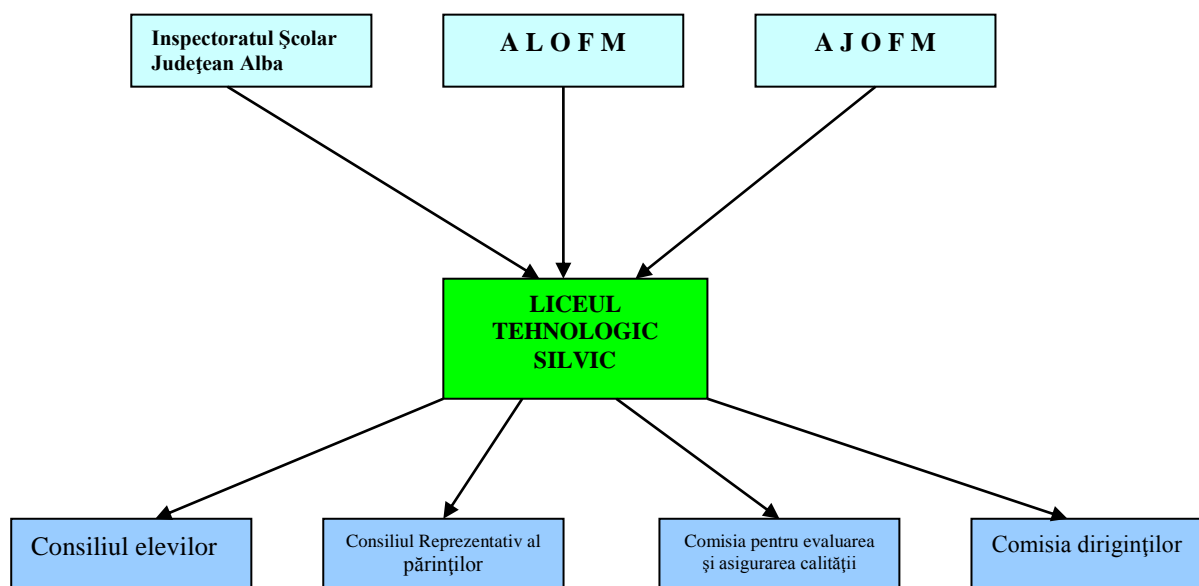 Inspectoratul Şcolar
Judeţean Alba
A L O F M
A J O F M
LICEUL
TEHNOLOGIC
SILVIC
Consiliul elevilor
Consiliul Reprezentativ al
părinţilor
Comisia pentru evaluarea
şi asigurarea calităţii
Comisia diriginţilor